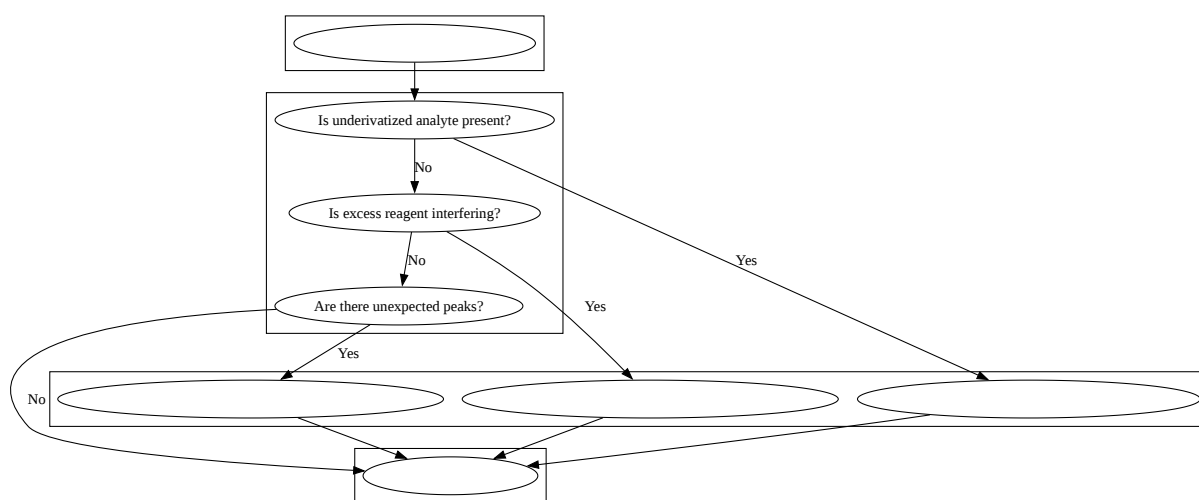 Is underivatized analyte present?
No
Is excess reagent interfering?
No
Yes
Are there unexpected peaks?
Yes
Yes
No